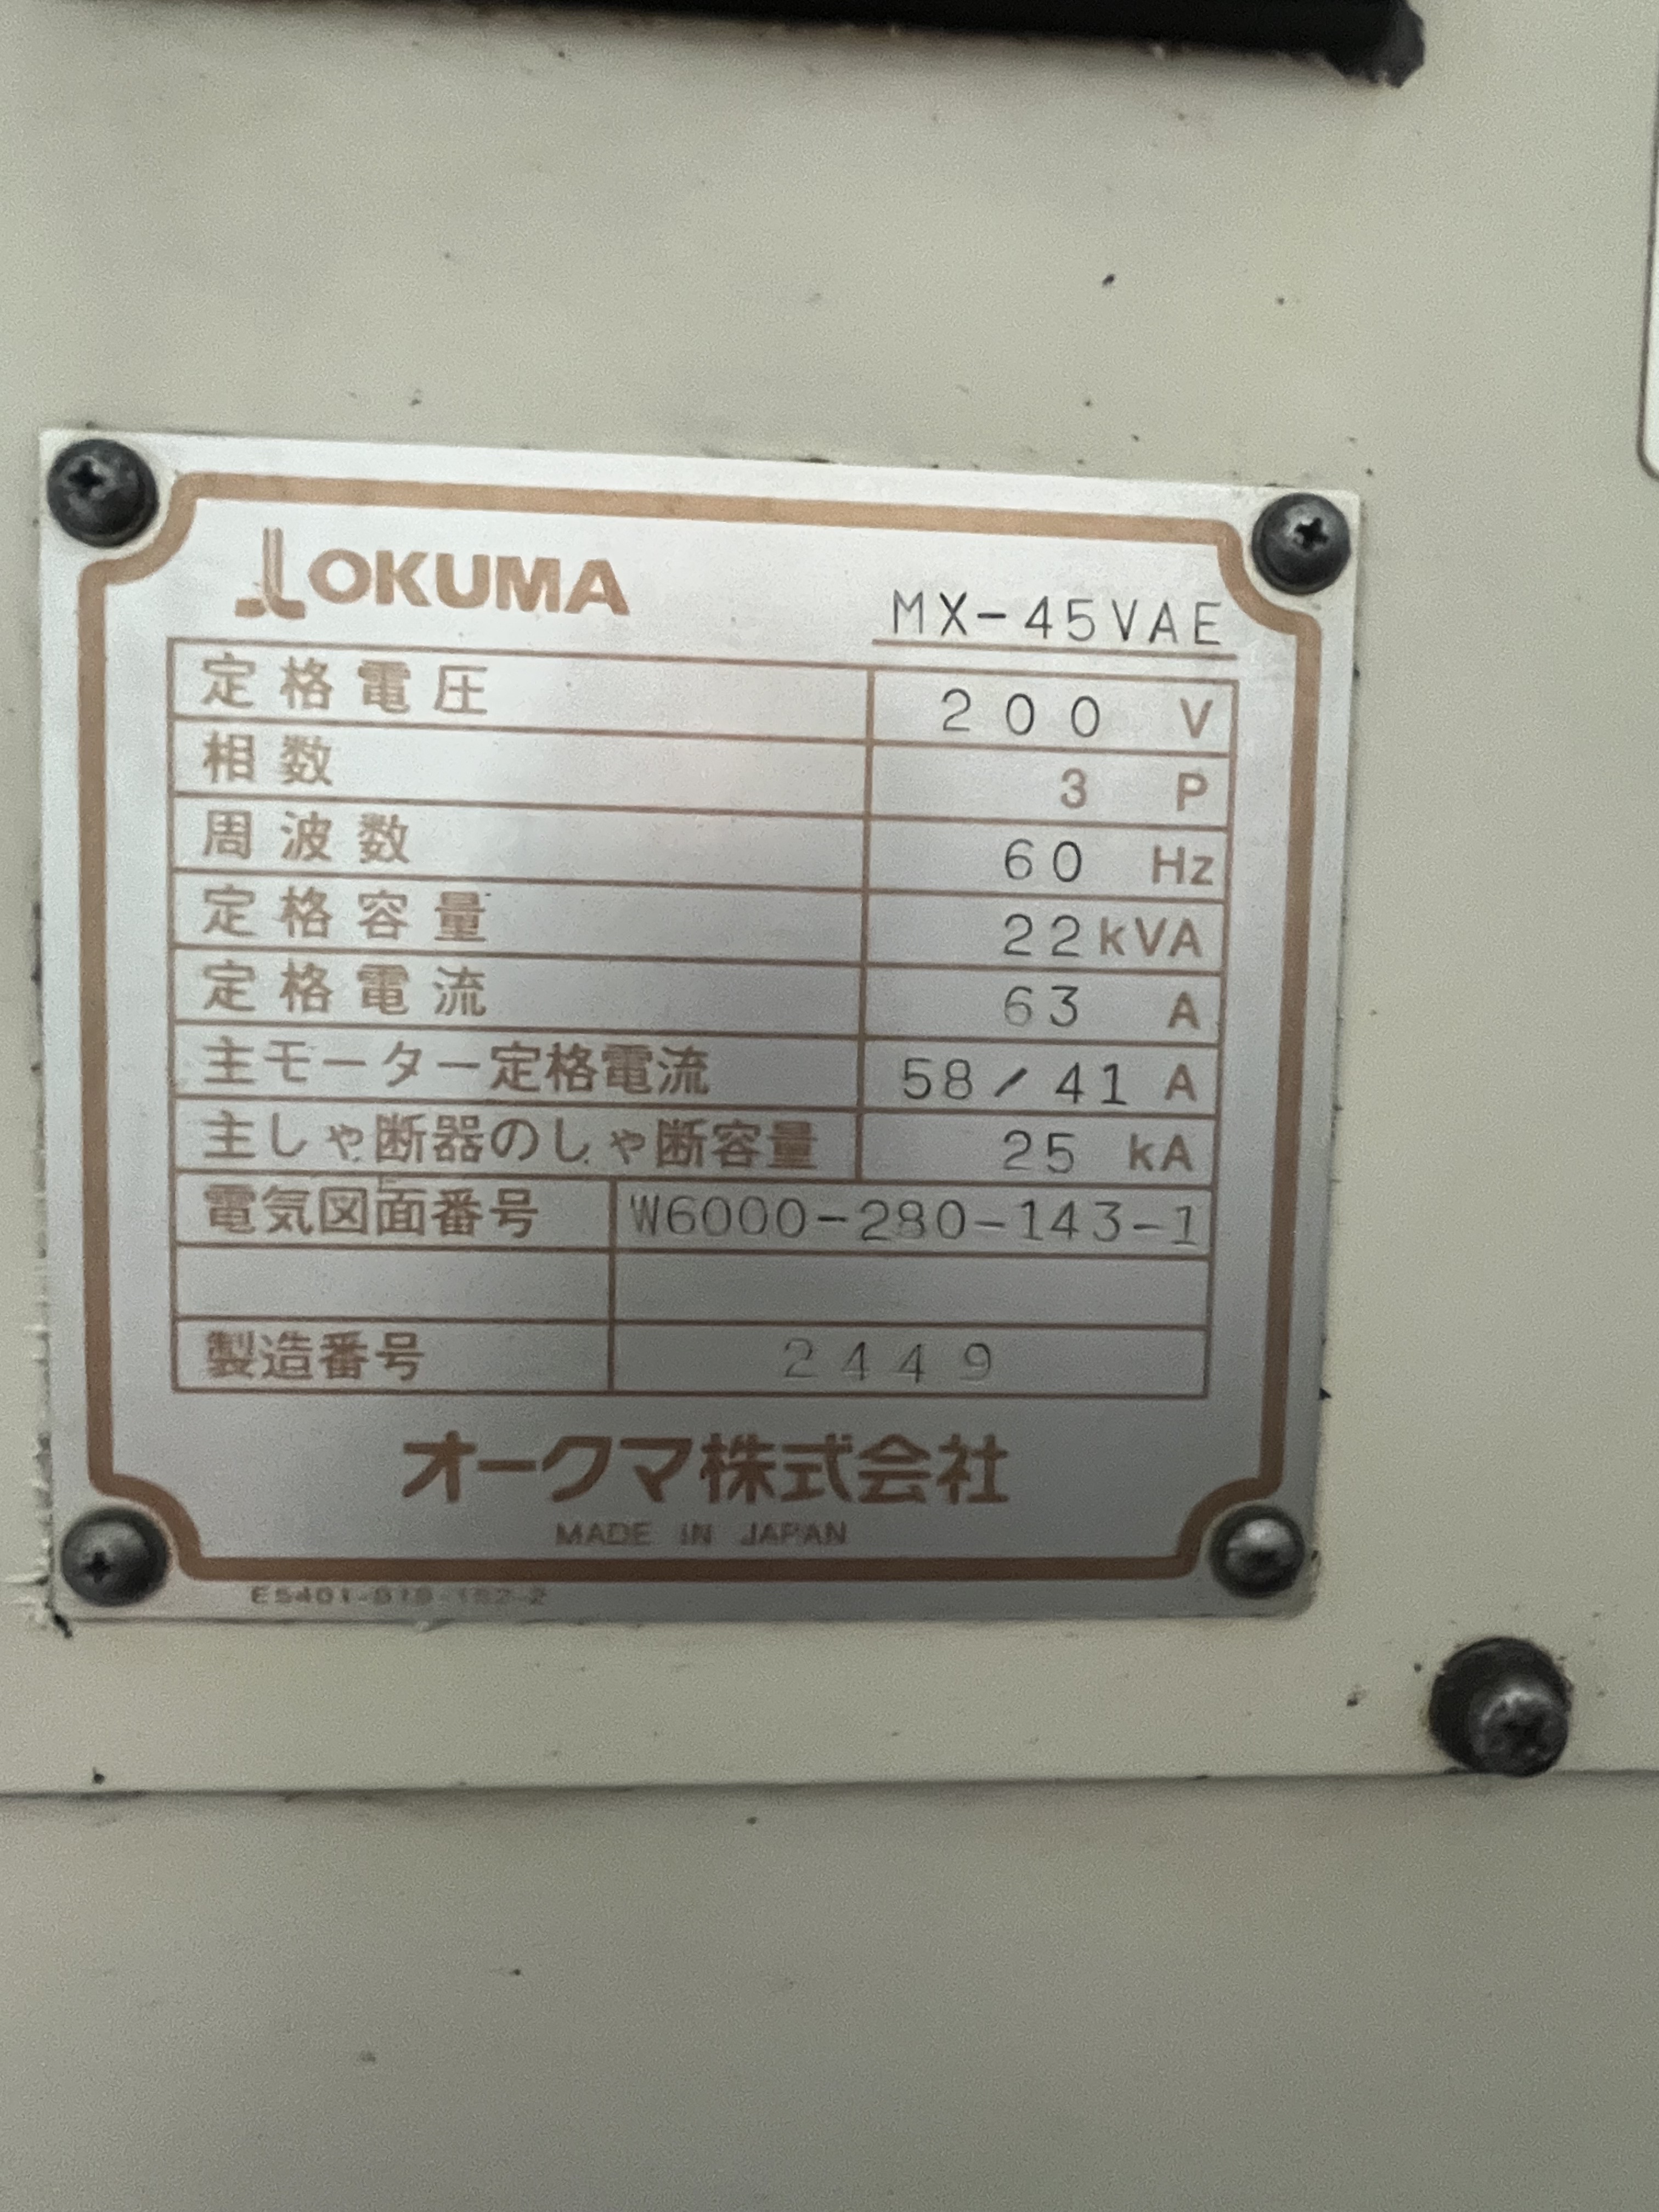 OKUMA
MX-45VAE
定格電圧 200 V
相数 3 P
周波数 60 Hz
定格容量 22 kVA
定格電流 63 A
主モーター定格電流 58/41 A
主しゃ断器のしゃ断容量 25 kA
電気図面番号 W6000-280-143-1
製造番号 2449
オークマ株式会社
MADE IN JAPAN